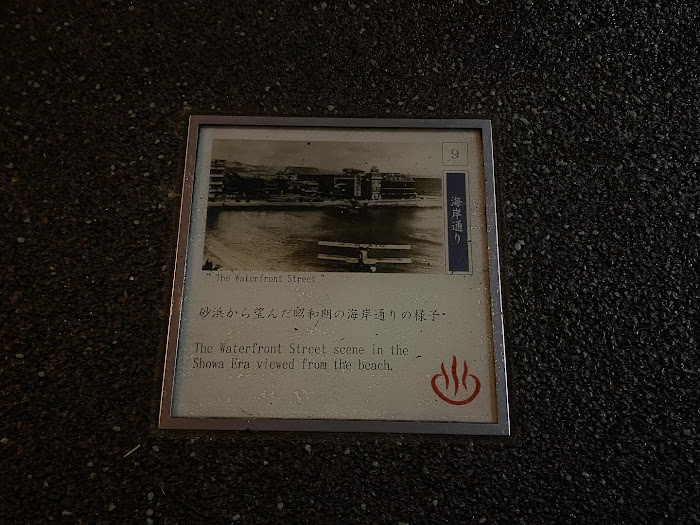 9
海岸通り
"The Waterfront Street"
砂浜から望んだ昭和期の海岸通りの様子
The Waterfront Street scene in the
Showa Era viewed from the beach.